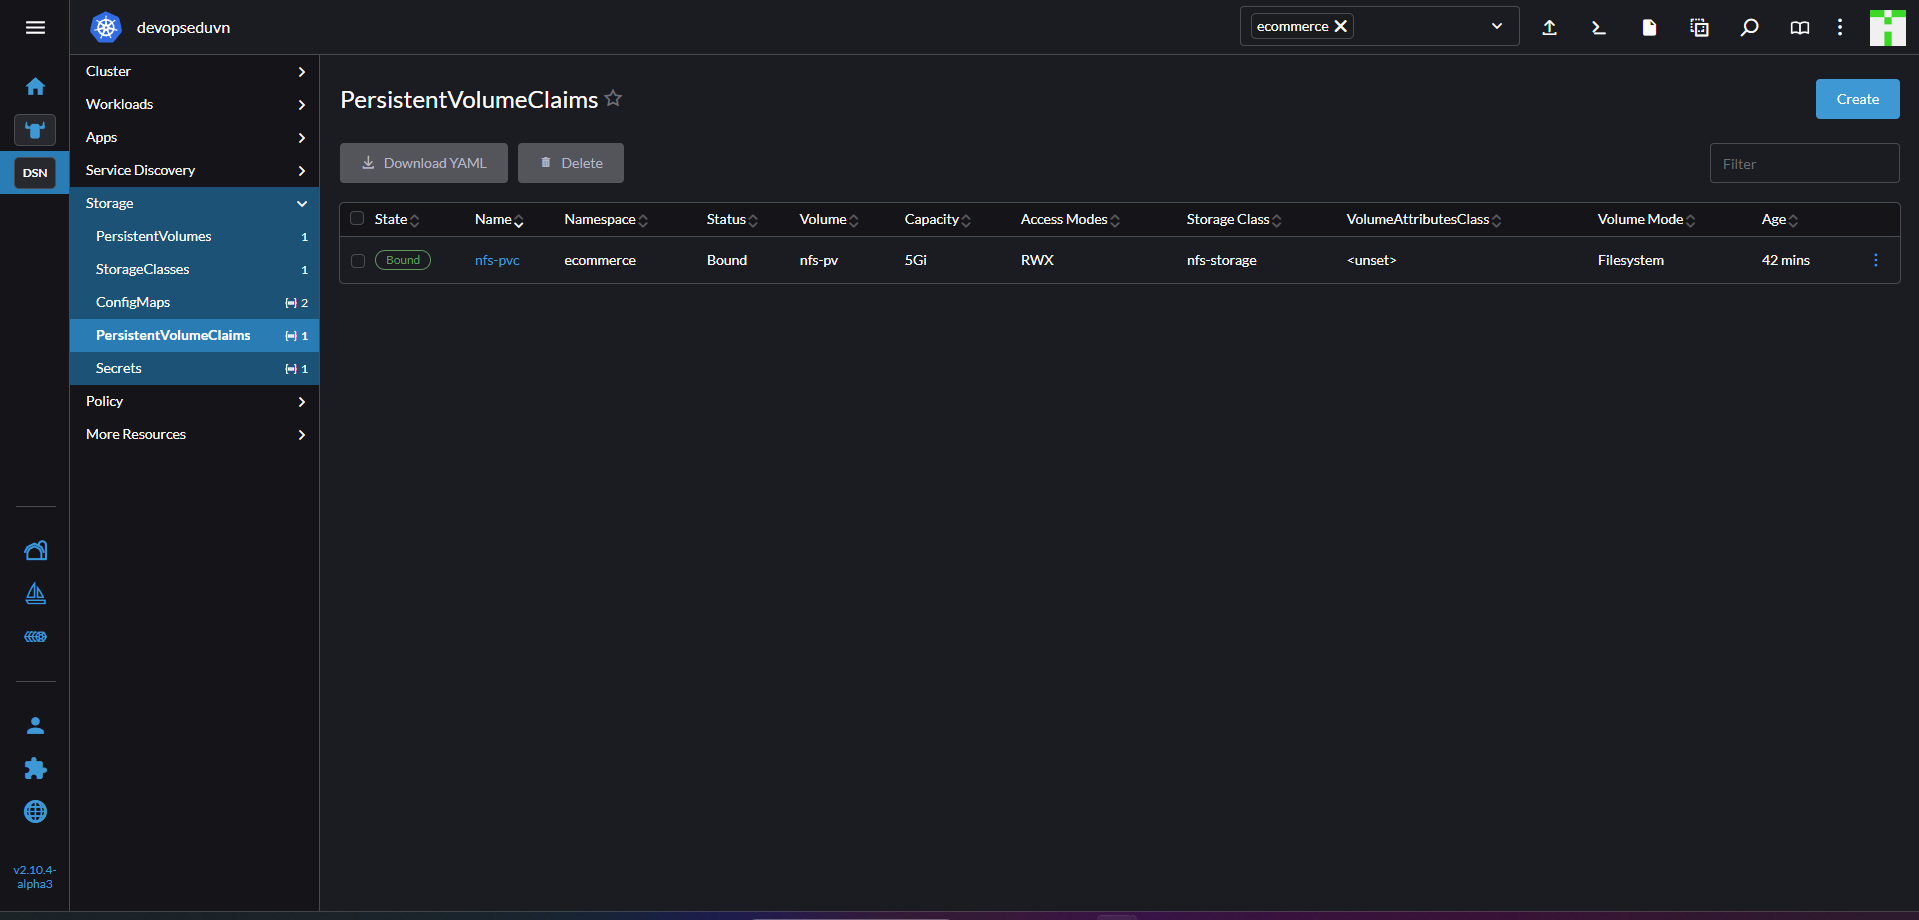 devopseduvn
ecommerce
DSN
Cluster
Workloads
Apps
Service Discovery
Storage
PersistentVolumes 1
StorageClasses 1
ConfigMaps 2
PersistentVolumeClaims 1
Secrets 1
Policy
More Resources
v2.10.4-
alpha3
PersistentVolumeClaims
Create
Download YAML Delete
Filter
State Name Namespace Status Volume Capacity Access Modes Storage Class VolumeAttributesClass Volume Mode Age
Bound nfs-pvc ecommerce Bound nfs-pv 5Gi RWX nfs-storage <unset> Filesystem 42 mins